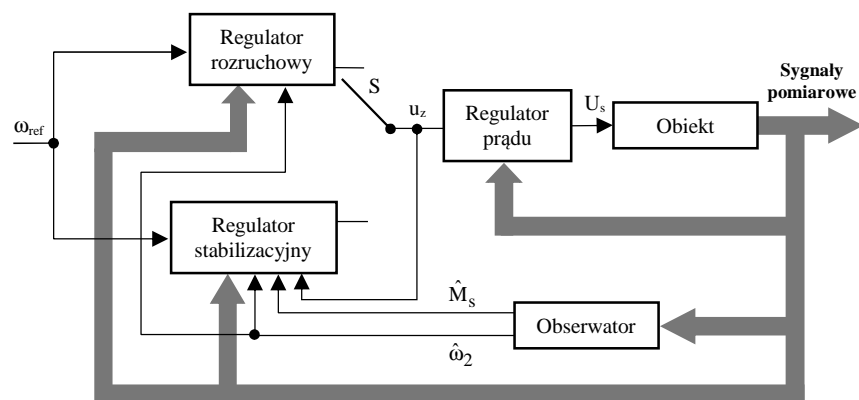 Regulator
rozruchowy
S
u_z
Regulator
prądu
U_s
Obiekt
Sygnały
pomiarowe
ω_ref
Regulator
stabilizacyjny
M̂_s
Obserwator
ω̂_2